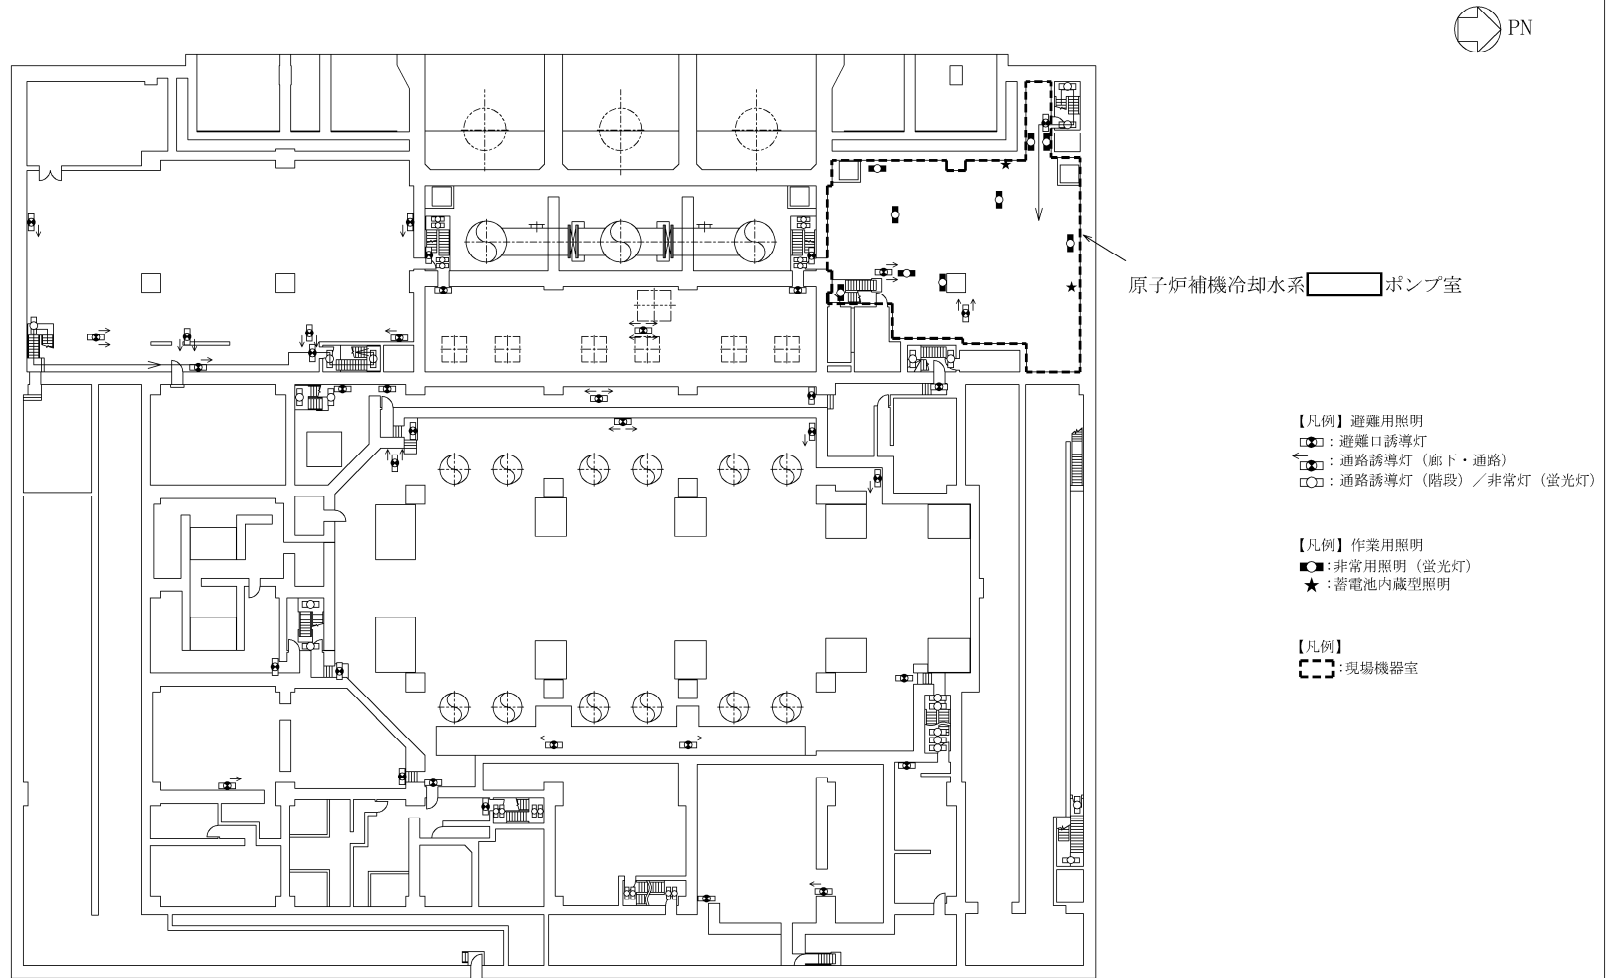 PN
原子炉補機冷却水系 ポンプ室
【凡例】避難用照明
：避難口誘導灯
：通路誘導灯（廊下・通路）
：通路誘導灯（階段）／非常灯（蛍光灯）
【凡例】作業用照明
：非常用照明（蛍光灯）
：蓄電池内蔵型照明
【凡例】
：現場機器室